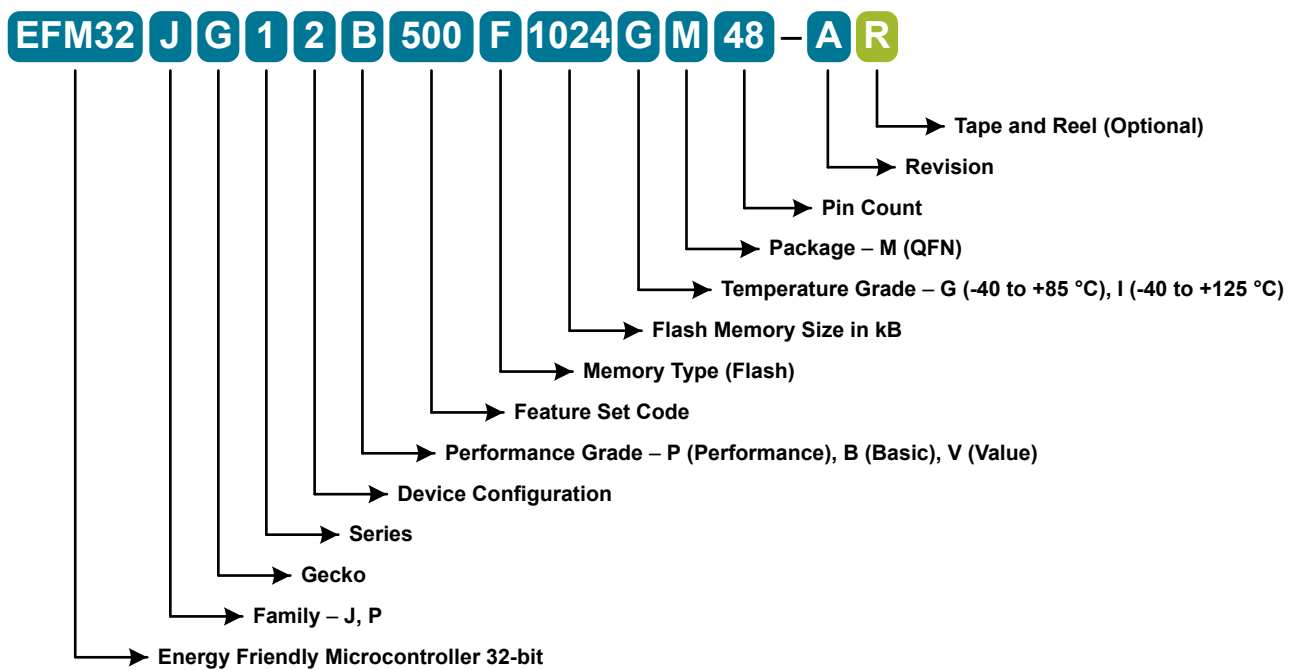 EFM32 J G 1 2 B 500 F 1024 G M 48 – A R
Tape and Reel (Optional)
Revision
Pin Count
Package – M (QFN)
Temperature Grade – G (-40 to +85 °C), I (-40 to +125 °C)
Flash Memory Size in kB
Memory Type (Flash)
Feature Set Code
Performance Grade – P (Performance), B (Basic), V (Value)
Device Configuration
Series
Gecko
Family – J, P
Energy Friendly Microcontroller 32-bit